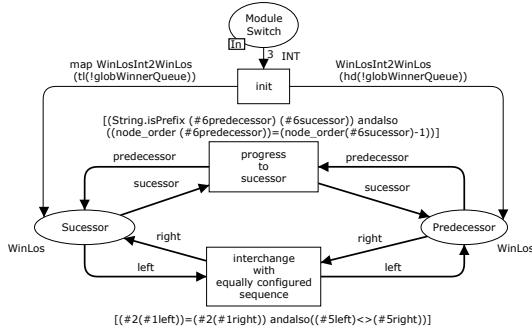 Module
Switch
In
3 INT
map WinLosInt2WinLos
(tl(!globWinnerQueue))
WinLosInt2WinLos
(hd(!globWinnerQueue))
init
[(String.isPrefix (#6predecessor) (#6sucessor)) andalso
((node_order (#6predecessor))=(node_order(#6sucessor)-1))]
predecessor
progress
to
sucessor
predecessor
sucessor
sucessor
Sucessor
Predecessor
WinLos
WinLos
right
right
interchange
with
equally configured
sequence
left
left
[(#2(#1left))=(#2(#1right)) andalso((#5left)<>(#5right))]